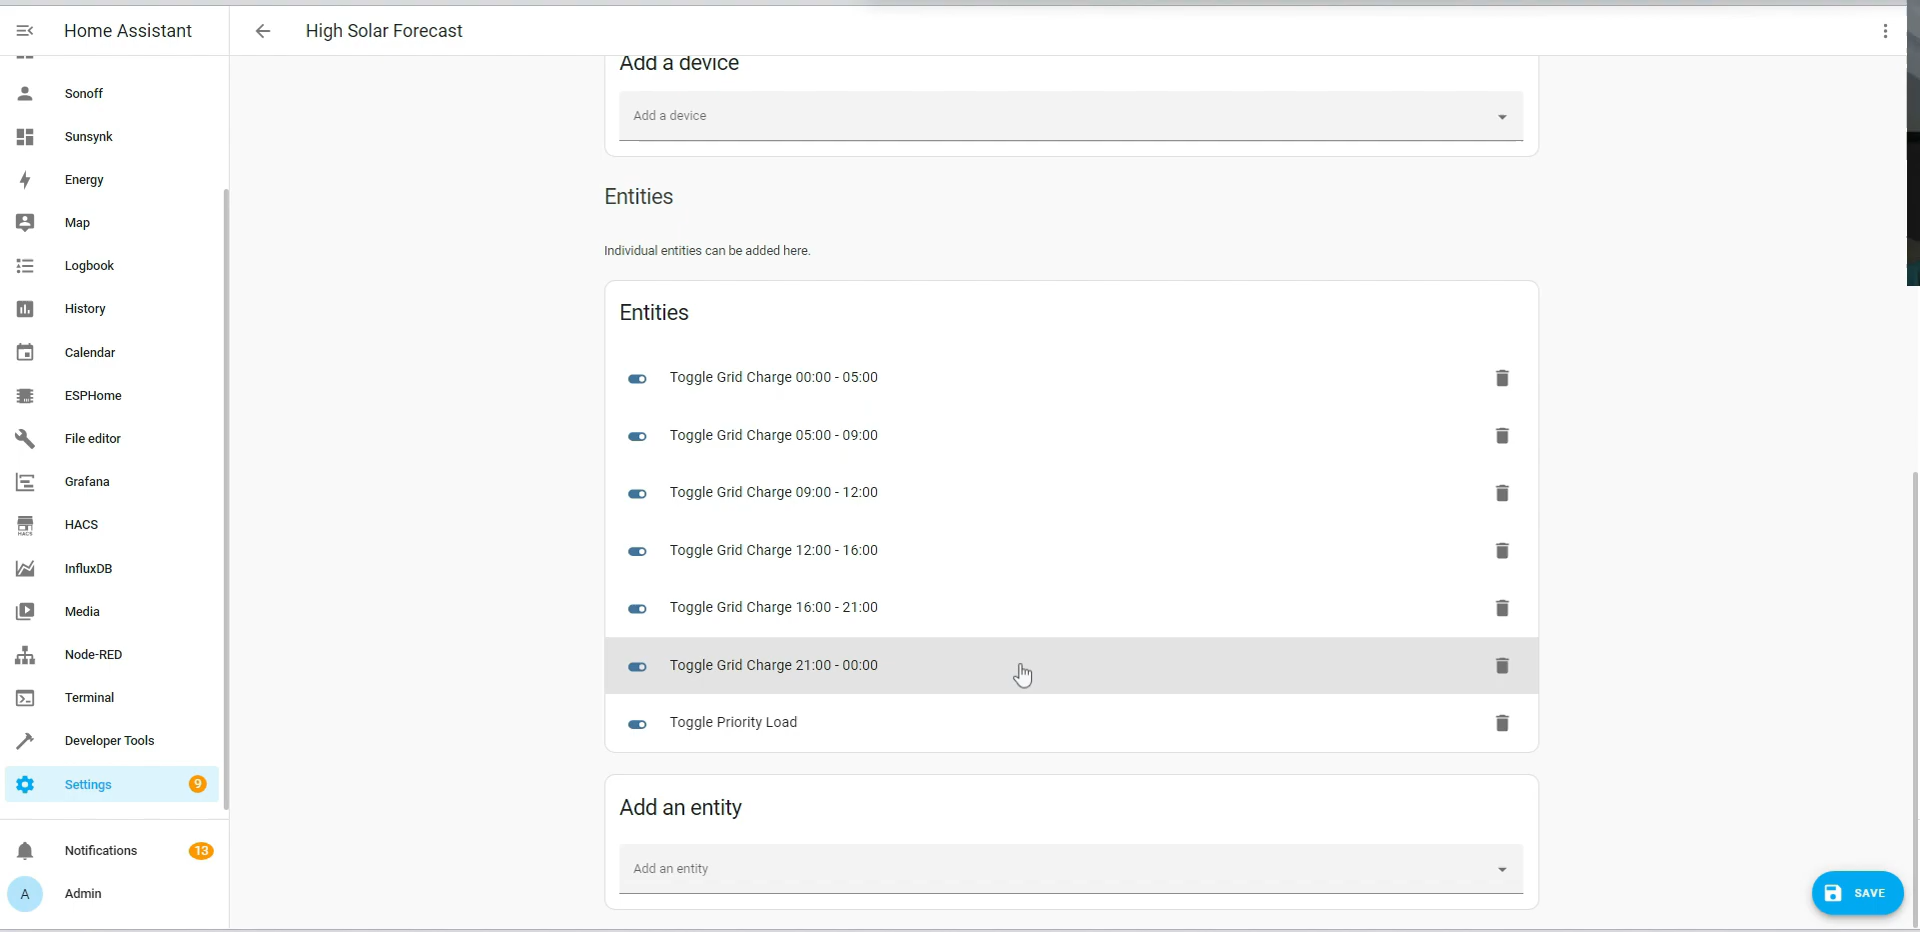 Home Assistant
High Solar Forecast
Sonoff
Sunsynk
Energy
Map
Logbook
History
Calendar
ESPHome
File editor
Grafana
HACS
HACS
InfluxDB
Media
Node-RED
Terminal
Developer Tools
Settings 9
Notifications 13
A Admin
Add a device
Add a device
Entities
Individual entities can be added here.
Entities
Toggle Grid Charge 00:00 - 05:00
Toggle Grid Charge 05:00 - 09:00
Toggle Grid Charge 09:00 - 12:00
Toggle Grid Charge 12:00 - 16:00
Toggle Grid Charge 16:00 - 21:00
Toggle Grid Charge 21:00 - 00:00
Toggle Priority Load
Add an entity
Add an entity
SAVE